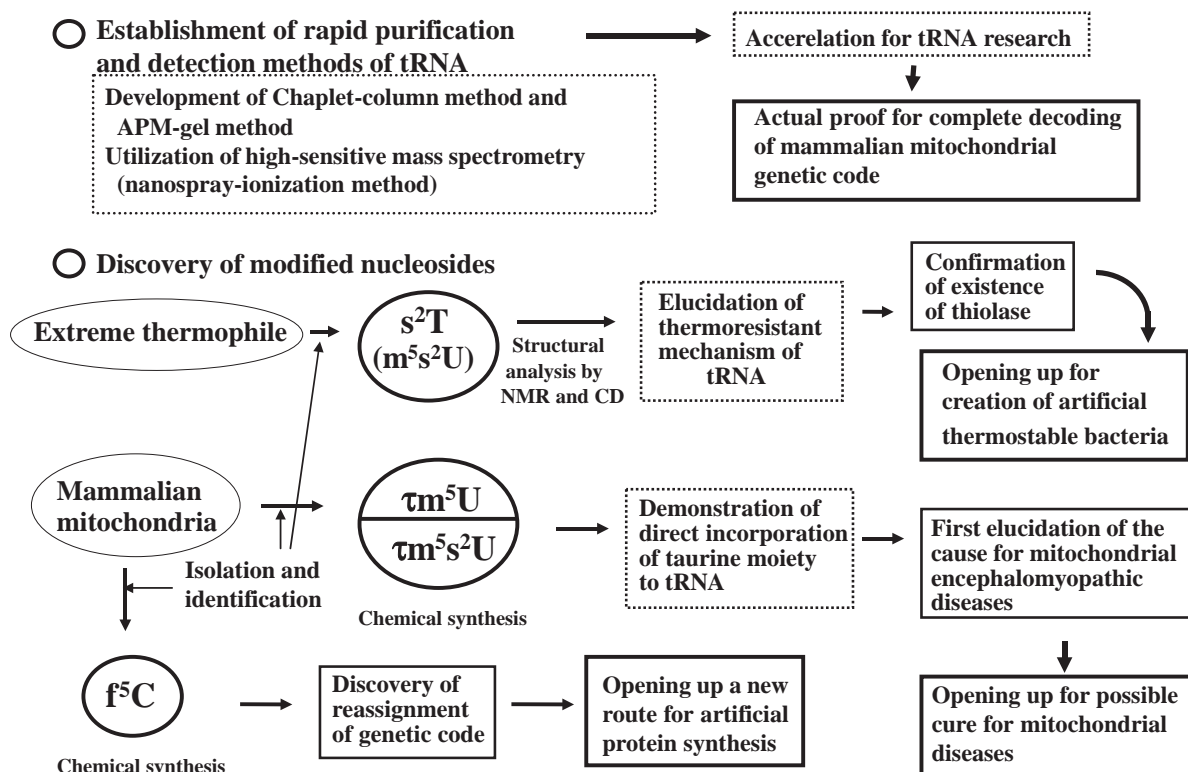 Establishment of rapid purification
and detection methods of tRNA
Development of Chaplet-column method and
APM-gel method
Utilization of high-sensitive mass spectrometry
(nanospray-ionization method)
Accerelation for tRNA research
Actual proof for complete decoding
of mammalian mitochondrial
genetic code
Discovery of modified nucleosides
Extreme thermophile
s²T
(m⁵s²U)
Structural
analysis by
NMR and CD
Elucidation of
thermoresistant
mechanism of
tRNA
Confirmation
of existence
of thiolase
Opening up for
creation of artificial
thermostable bacteria
Mammalian
mitochondria
Isolation and
identification
τm⁵U
τm⁵s²U
Chemical synthesis
Demonstration of
direct incorporation
of taurine moiety
to tRNA
First elucidation of the
cause for mitochondrial
encephalomyopathic
diseases
f⁵C
Chemical synthesis
Discovery of
reassignment
of genetic code
Opening up a new
route for artificial
protein synthesis
Opening up for possible
cure for mitochondrial
diseases